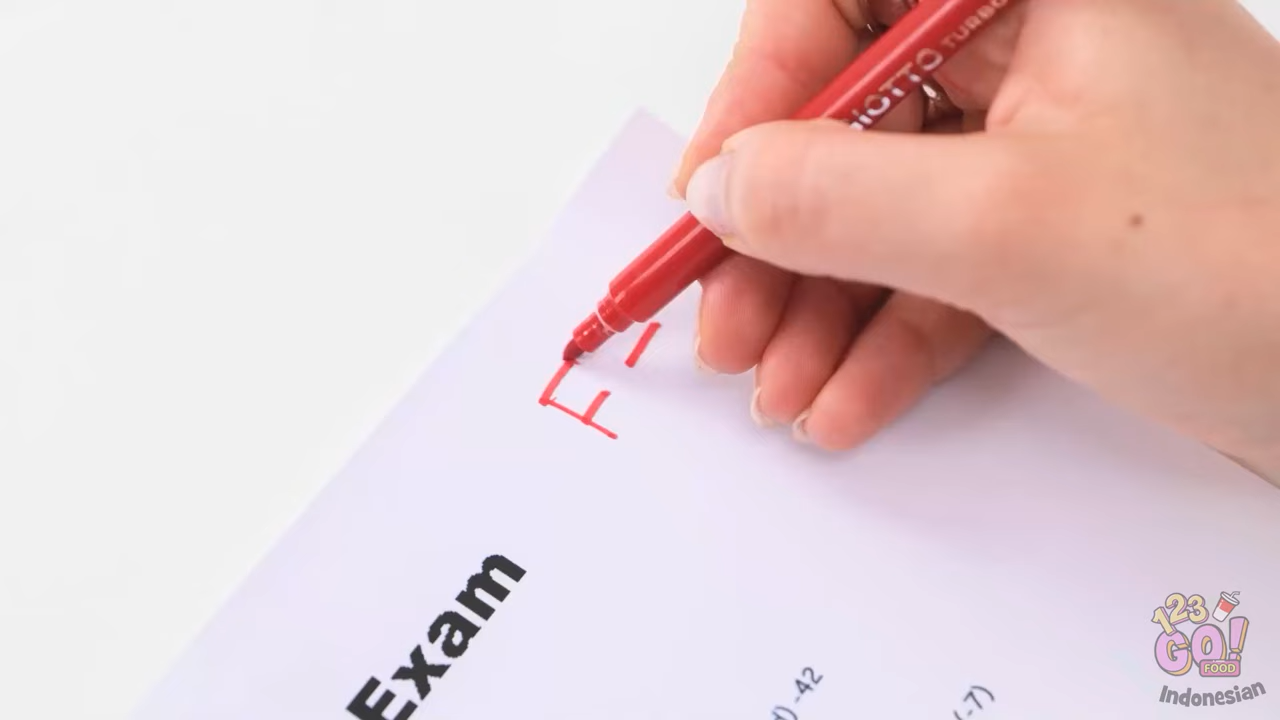 GIOTTO TURBO
F-
Exam
-42
(-7)
123
GO!
FOOD
Indonesian